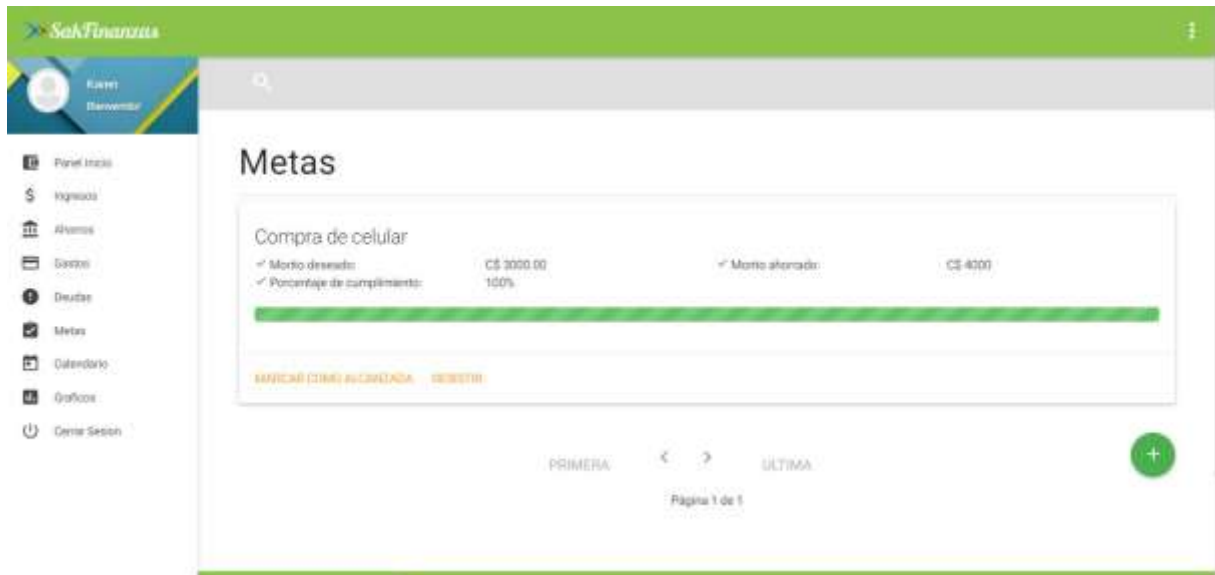 SakFinanzas
Karen
Bienvenido
Panel Inicio
Ingresos
Ahorros
Gastos
Deudas
Metas
Calendario
Graficos
Cerrar Sesion
Metas
Compra de celular
Monto deseado: C$ 3000.00 Monto ahorrado: C$ 4000
Porcentaje de cumplimiento: 100%
MARCAR COMO ALCANZADA DESISTIR
PRIMERA < > ULTIMA
+
Página 1 de 1